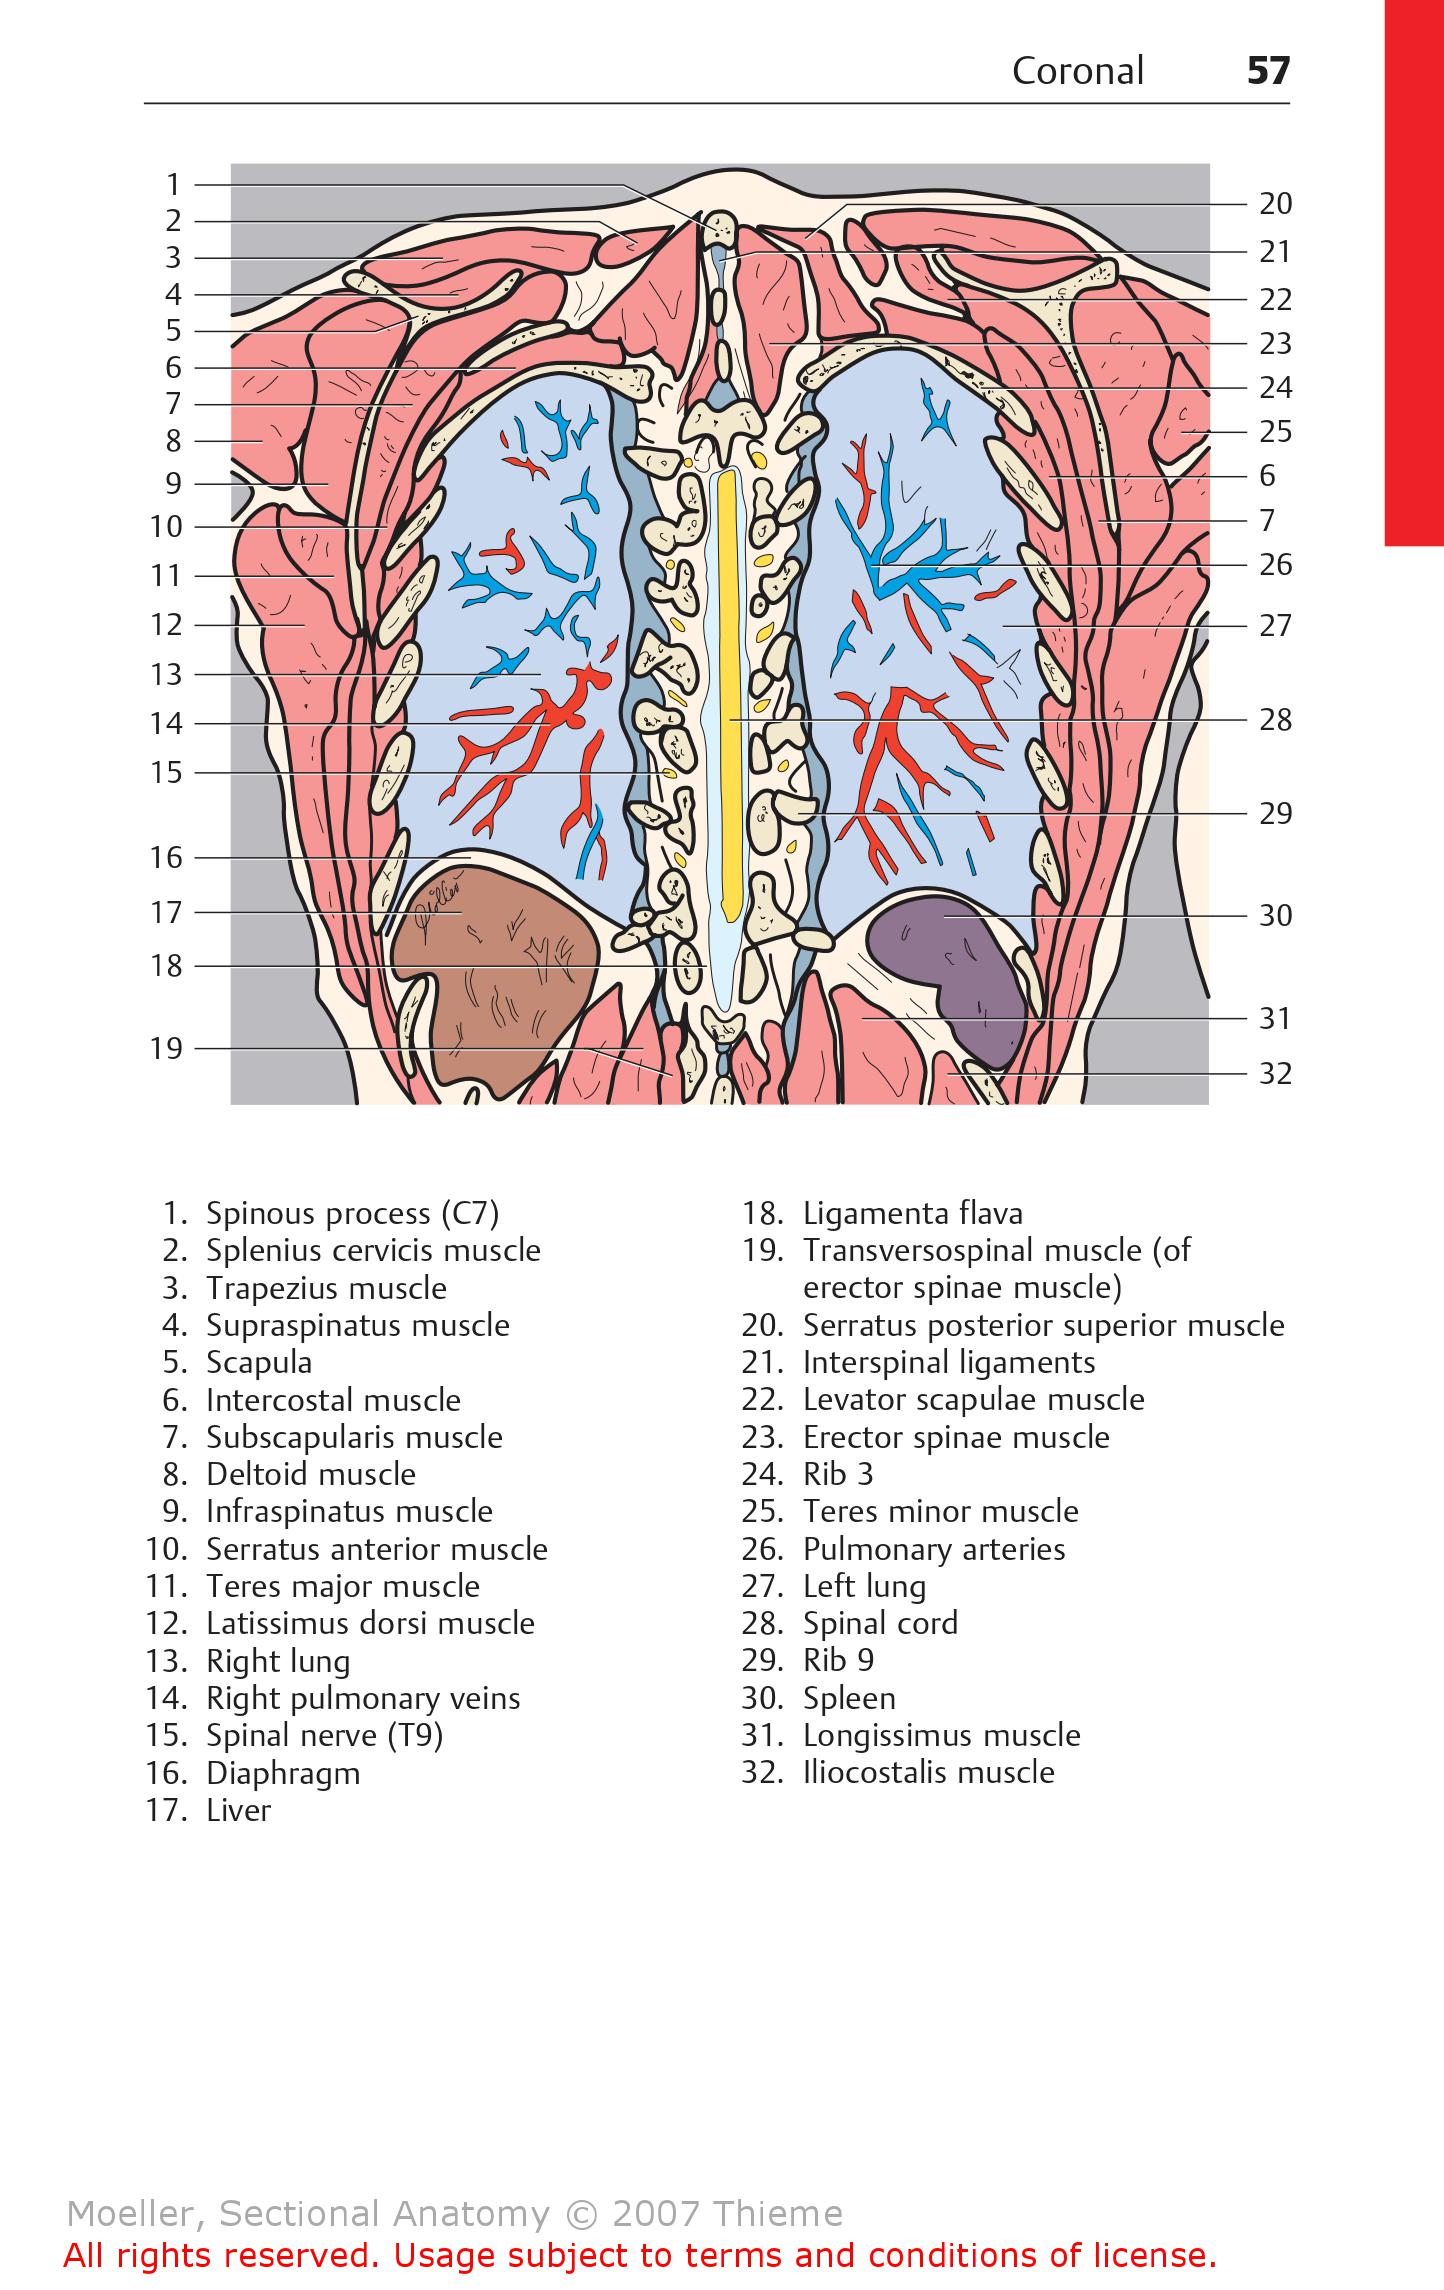 Coronal 57
1
2
3
4
5
6
7
8
9
10
11
12
13
14
15
16
17
18
19
20
21
22
23
24
25
6
7
26
27
28
29
30
31
32
1. Spinous process (C7)
2. Splenius cervicis muscle
3. Trapezius muscle
4. Supraspinatus muscle
5. Scapula
6. Intercostal muscle
7. Subscapularis muscle
8. Deltoid muscle
9. Infraspinatus muscle
10. Serratus anterior muscle
11. Teres major muscle
12. Latissimus dorsi muscle
13. Right lung
14. Right pulmonary veins
15. Spinal nerve (T9)
16. Diaphragm
17. Liver
18. Ligamenta flava
19. Transversospinal muscle (of
erector spinae muscle)
20. Serratus posterior superior muscle
21. Interspinal ligaments
22. Levator scapulae muscle
23. Erector spinae muscle
24. Rib 3
25. Teres minor muscle
26. Pulmonary arteries
27. Left lung
28. Spinal cord
29. Rib 9
30. Spleen
31. Longissimus muscle
32. Iliocostalis muscle
Moeller, Sectional Anatomy © 2007 Thieme
All rights reserved. Usage subject to terms and conditions of license.